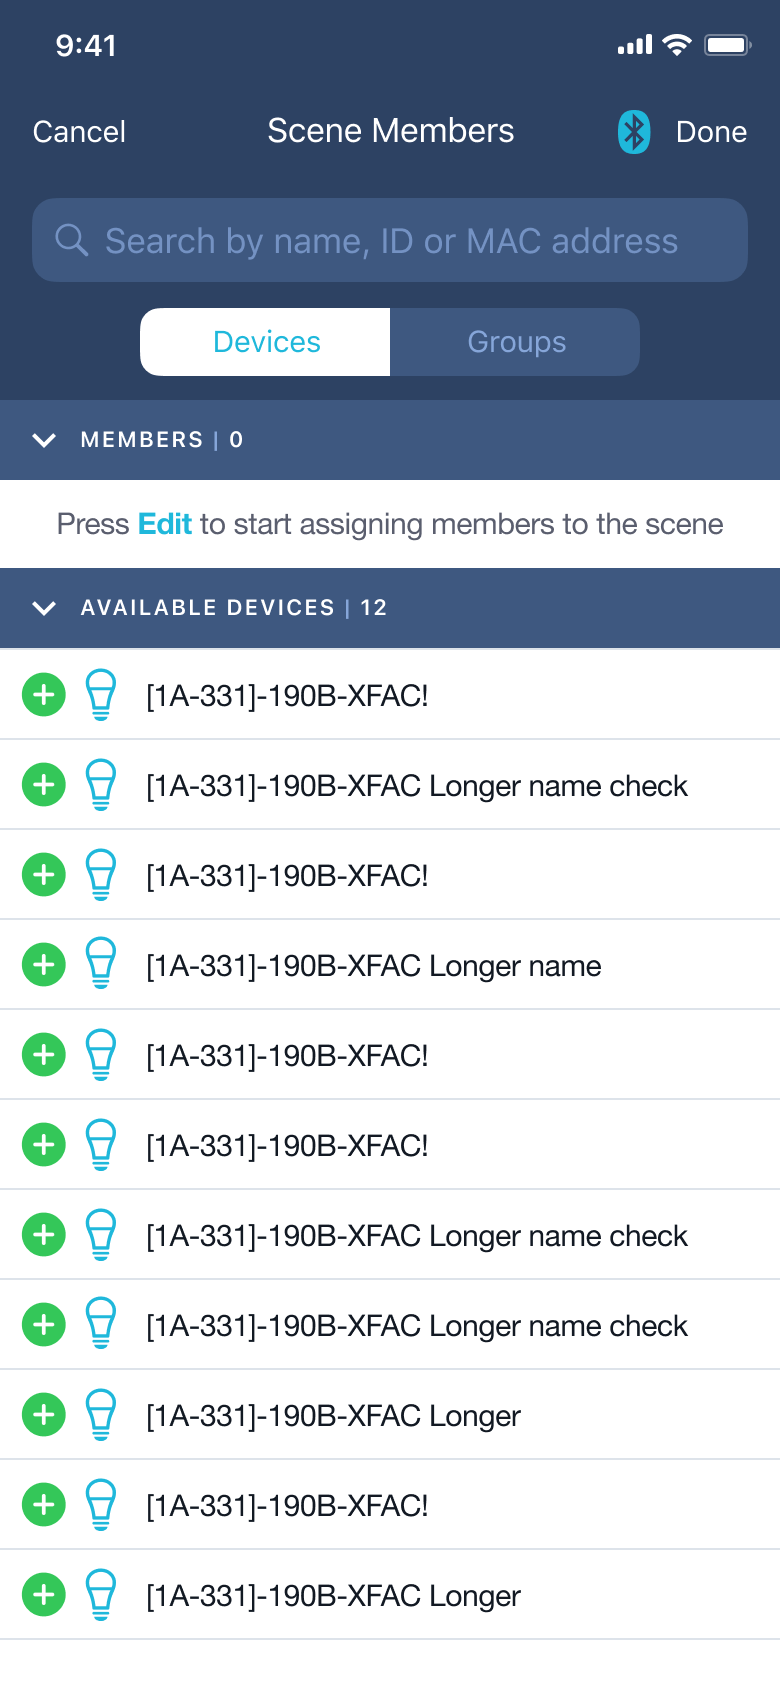 9:41
Cancel Scene Members Done
Search by name, ID or MAC address
Devices Groups
MEMBERS | 0
Press Edit to start assigning members to the scene
AVAILABLE DEVICES | 12
[1A-331]-190B-XFAC!
[1A-331]-190B-XFAC Longer name check
[1A-331]-190B-XFAC!
[1A-331]-190B-XFAC Longer name
[1A-331]-190B-XFAC!
[1A-331]-190B-XFAC!
[1A-331]-190B-XFAC Longer name check
[1A-331]-190B-XFAC Longer name check
[1A-331]-190B-XFAC Longer
[1A-331]-190B-XFAC!
[1A-331]-190B-XFAC Longer